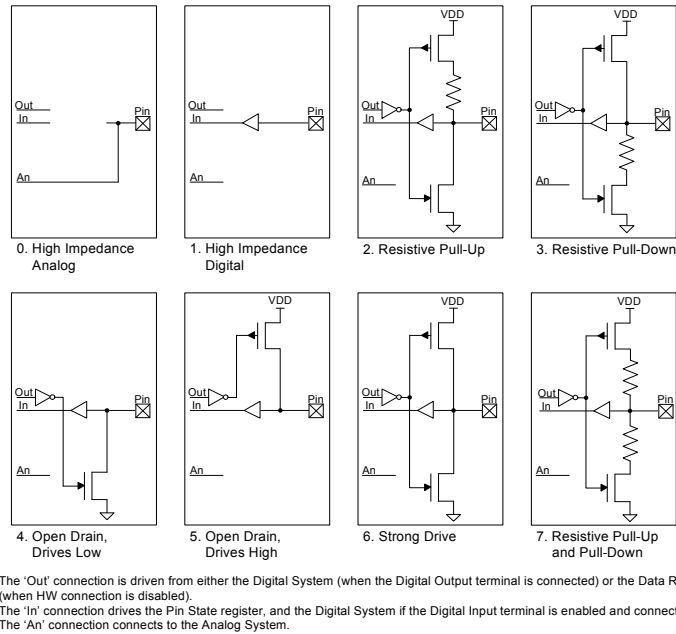 VDD
VDD
Out
In
Pin
An
Out
In
Pin
An
Out
In
Pin
An
Out
In
Pin
An
0. High Impedance
Analog
1. High Impedance
Digital
2. Resistive Pull-Up
3. Resistive Pull-Down
VDD
VDD
VDD
Out
In
Pin
An
Out
In
Pin
An
Out
In
Pin
An
Out
In
Pin
An
4. Open Drain,
Drives Low
5. Open Drain,
Drives High
6. Strong Drive
7. Resistive Pull-Up
and Pull-Down
The 'Out' connection is driven from either the Digital System (when the Digital Output terminal is connected) or the Data R
(when HW connection is disabled).
The 'In' connection drives the Pin State register, and the Digital System if the Digital Input terminal is enabled and connect
The 'An' connection connects to the Analog System.